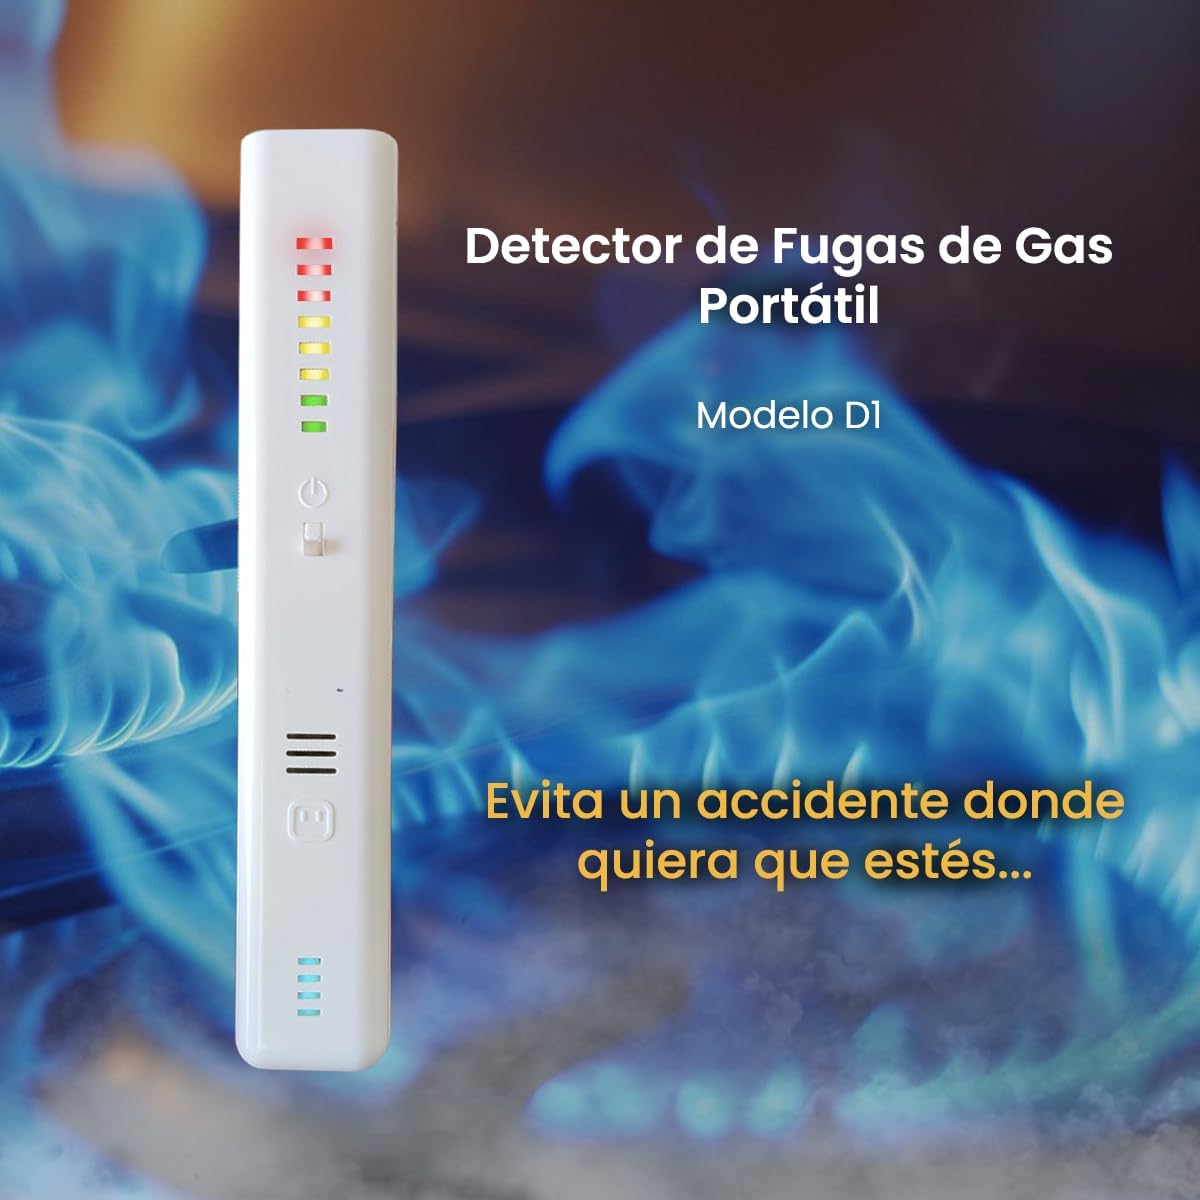 Detector de Fugas de Gas
Portátil
Modelo D1
Evita un accidente donde
quiera que estés...